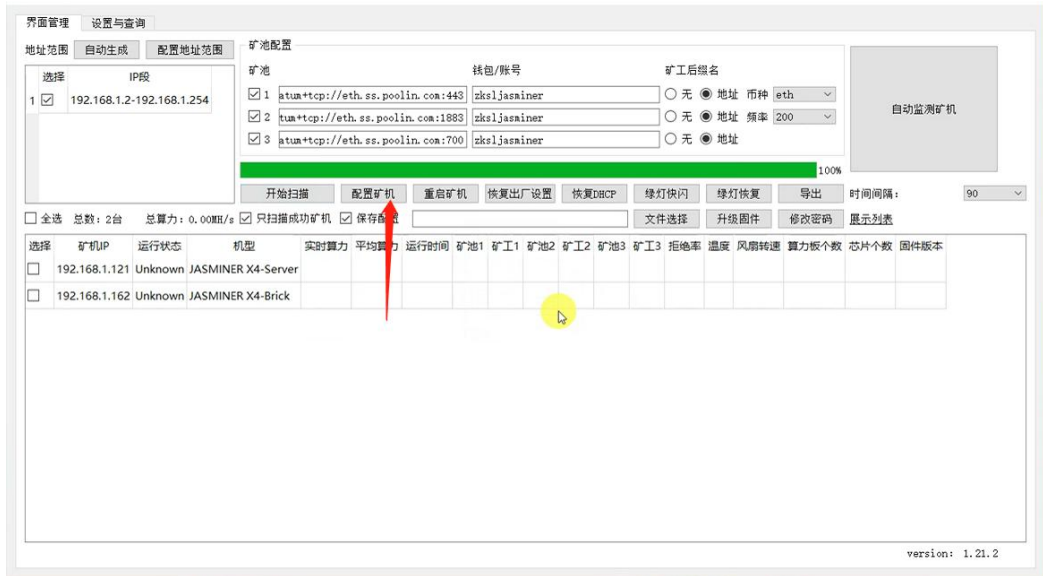 界面管理 设置与查询
地址范围 自动生成 配置地址范围 矿池配置
选择 IP段 矿池 钱包/账号 矿工后缀名
1 192.168.1.2-192.168.1.254 1 atum+tcp://eth.ss.poolin.com:443 zksljasminer 无 地址 币种 eth
2 tum+tcp://eth.ss.poolin.com:1883 zksljasminer 无 地址 频率 200 自动监测矿机
3 atum+tcp://eth.ss.poolin.com:700 zksljasminer 无 地址
100%
开始扫描 配置矿机 重启矿机 恢复出厂设置 恢复DHCP 绿灯快闪 绿灯恢复 导出 时间间隔: 90
全选 总数: 2台 总算力: 0.00MH/s 只扫描成功矿机 保存配置 文件选择 升级固件 修改密码 展示列表
选择 矿机IP 运行状态 机型 实时算力 平均算力 运行时间 矿池1 矿工1 矿池2 矿工2 矿池3 矿工3 拒绝率 温度 风扇转速 算力板个数 芯片个数 固件版本
192.168.1.121 Unknown JASMINER X4-Server
192.168.1.162 Unknown JASMINER X4-Brick
version: 1.21.2